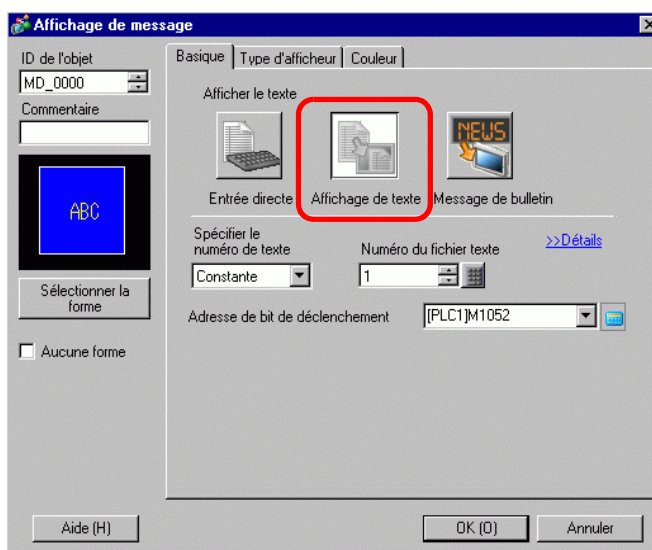 Affichage de message
ID de l'objet
MD_0000
Commentaire
ABC
Sélectionner la
forme
Aucune forme
Aide (H)
Basique
Type d'afficheur
Couleur
Afficher le texte
NEWS
Entrée directe
Affichage de texte
Message de bulletin
Spécifier le
numéro de texte
Numéro du fichier texte
>>Détails
Constante
1
Adresse de bit de déclenchement
[PLC1]M1052
OK (O)
Annuler